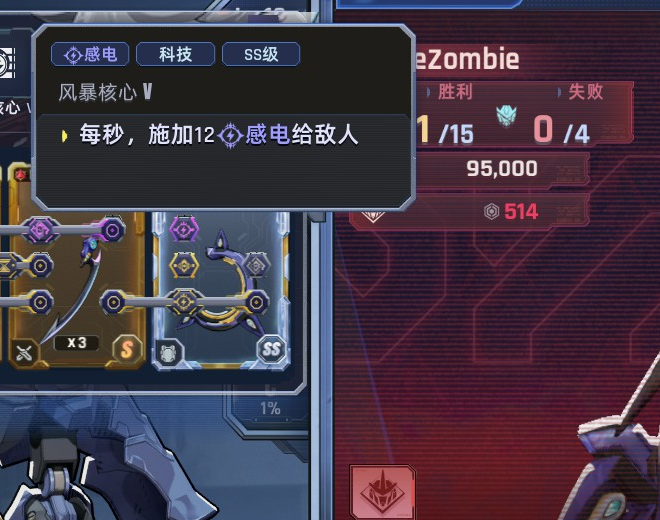 感电 科技 SS级
风暴核心 V
每秒，施加12感电给敌人
eZombie
胜利 失败
1/15 0/4
95,000
514
x3 S SS
1%